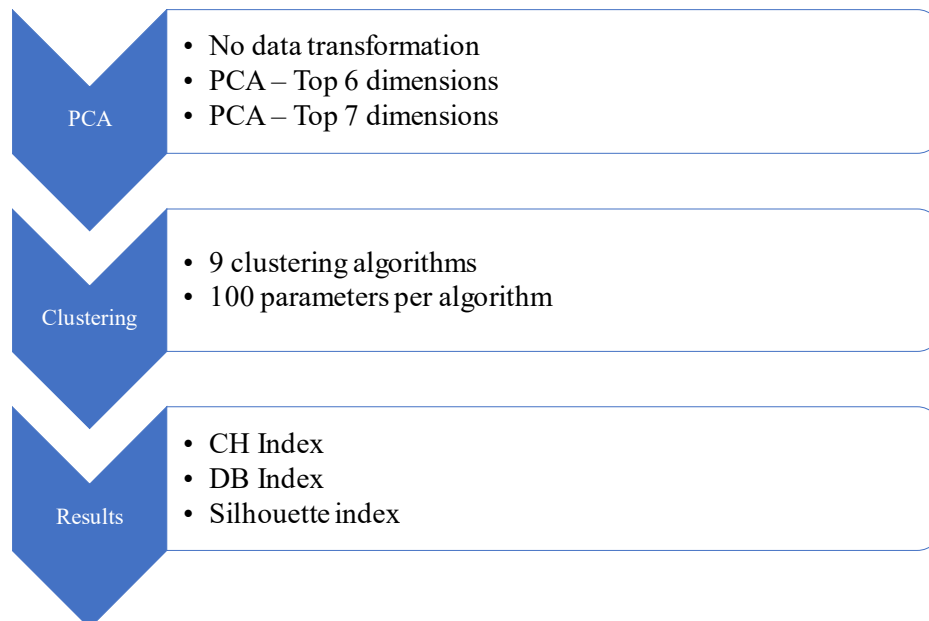 PCA
• No data transformation
• PCA – Top 6 dimensions
• PCA – Top 7 dimensions
Clustering
• 9 clustering algorithms
• 100 parameters per algorithm
Results
• CH Index
• DB Index
• Silhouette index